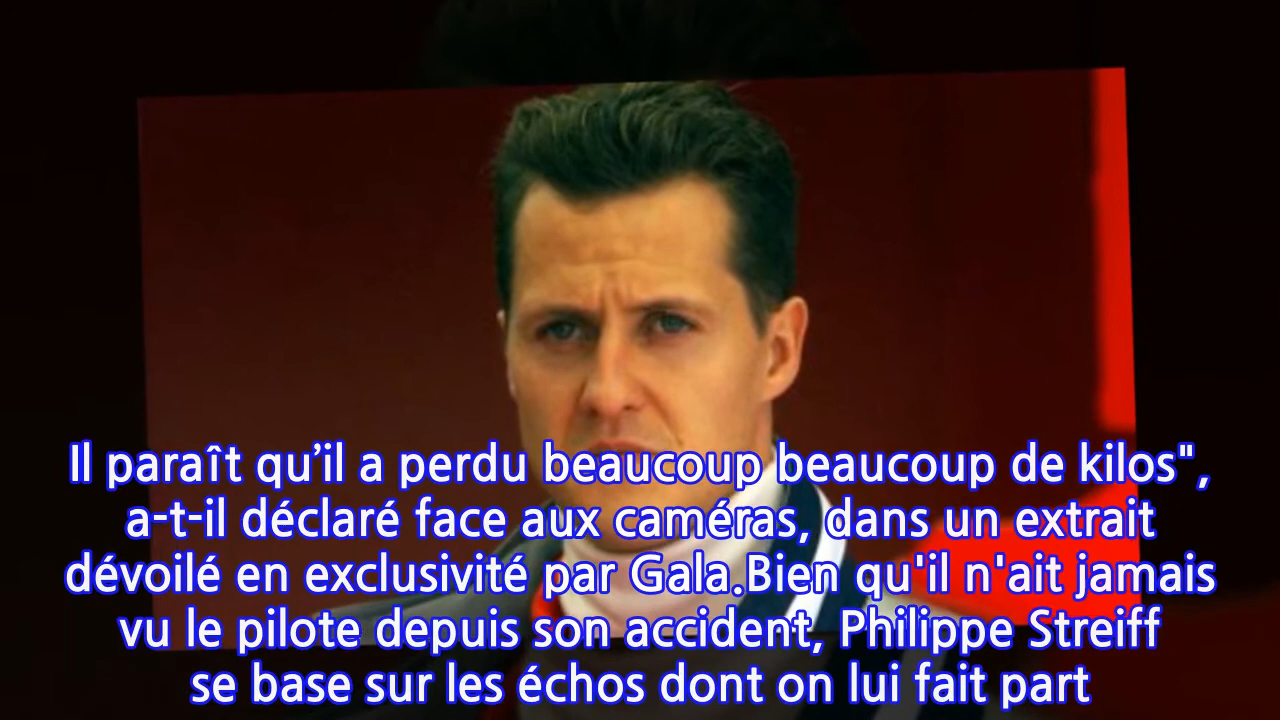 Il paraît qu’il a perdu beaucoup beaucoup de kilos",
a-t-il déclaré face aux caméras, dans un extrait
dévoilé en exclusivité par Gala.Bien qu'il n'ait jamais
vu le pilote depuis son accident, Philippe Streiff
se base sur les échos dont on lui fait part